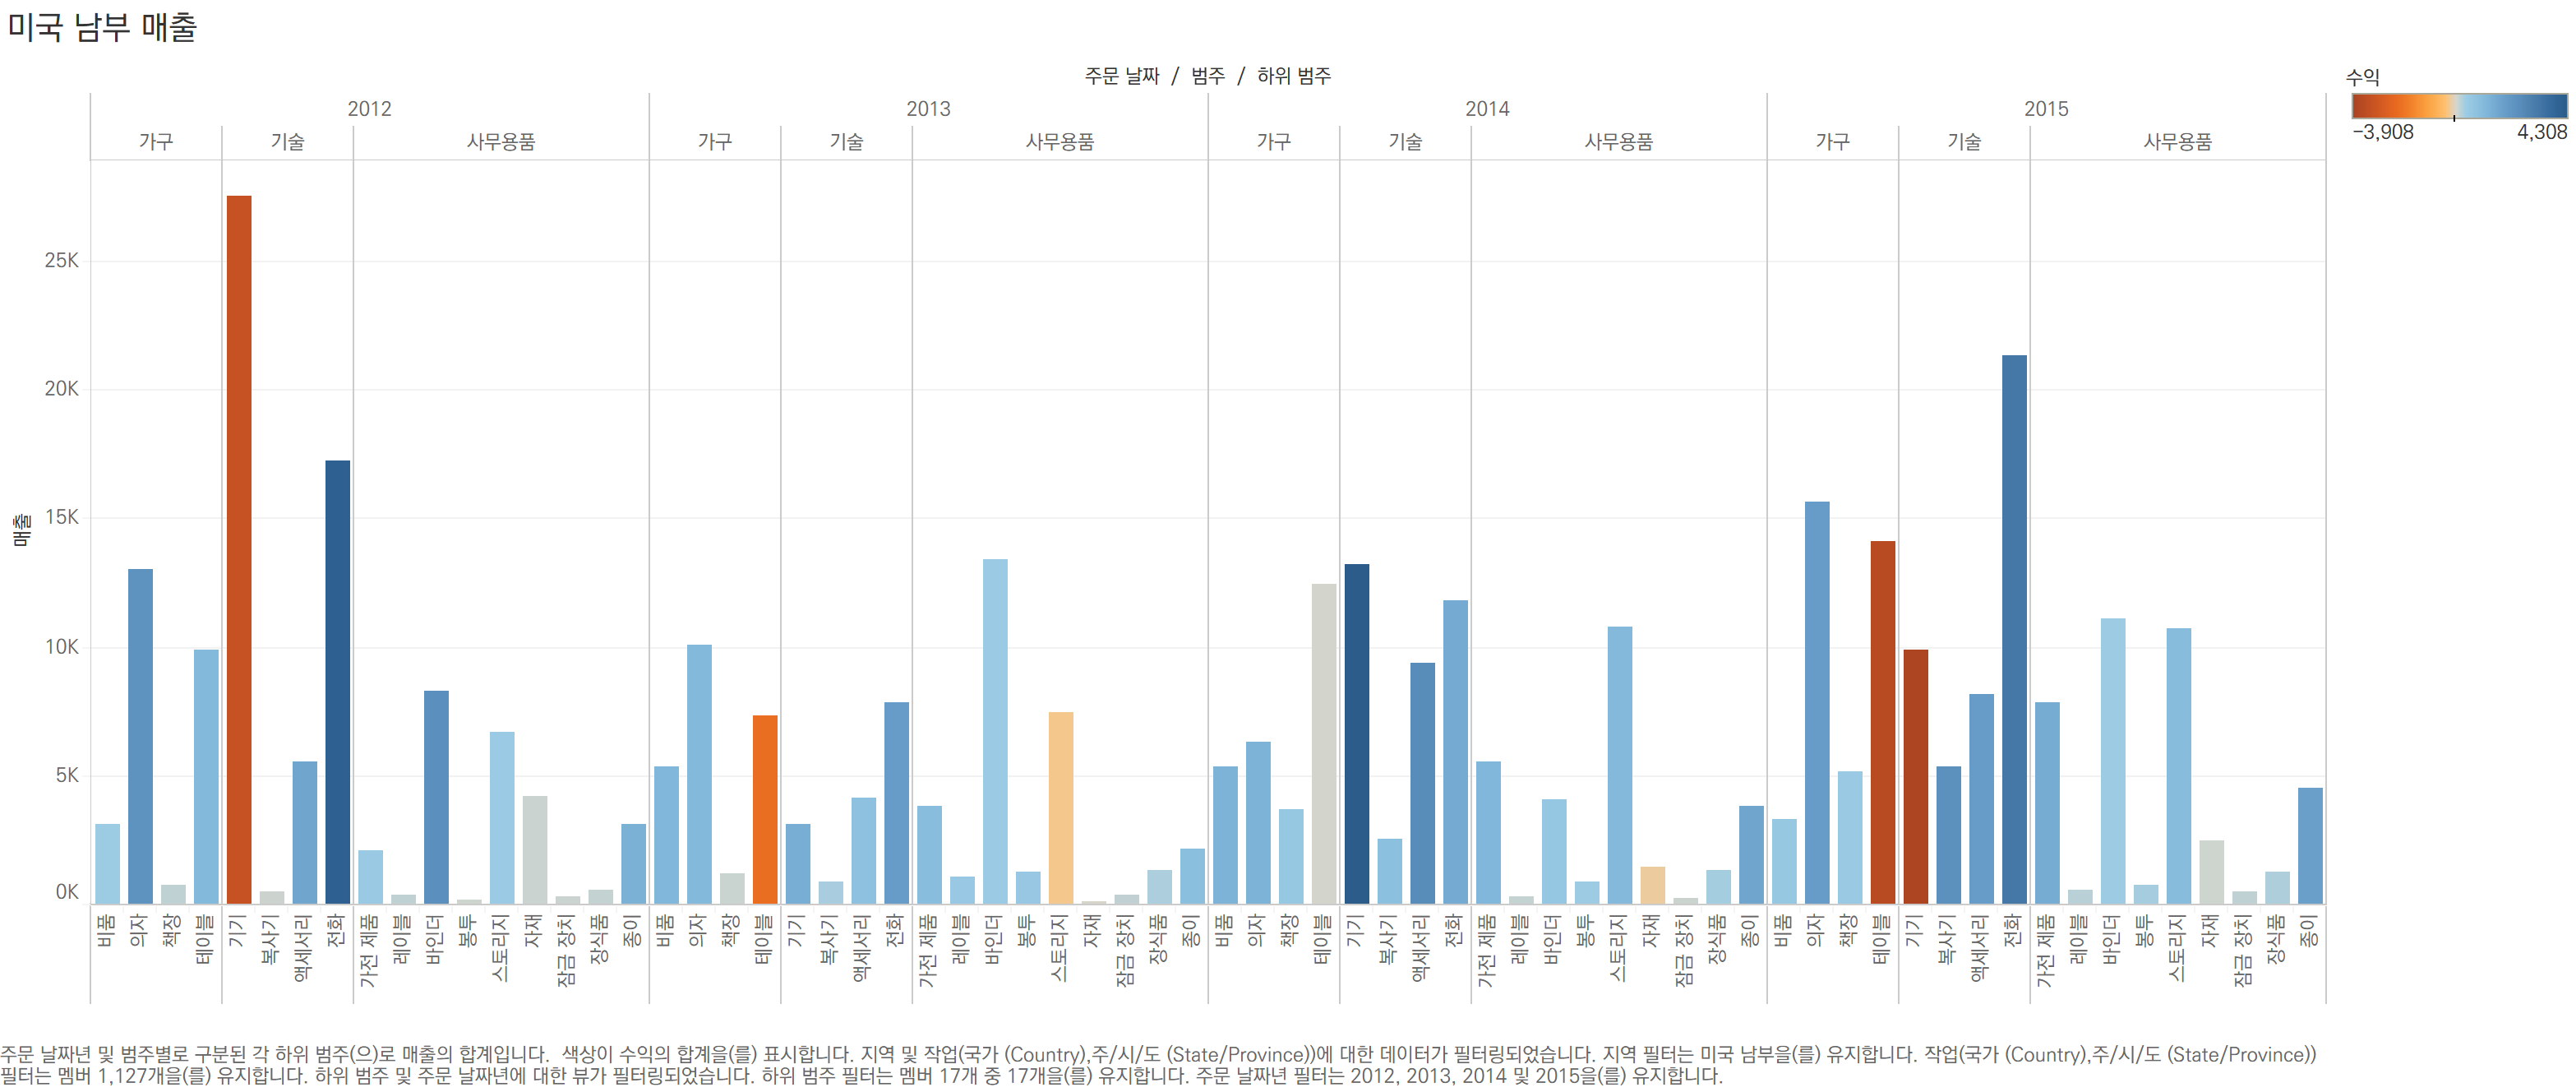 미국 남부 매출
주문 날짜 / 범주 / 하위 범주
수익
-3,908 4,308
2012 2013 2014 2015
가구 기술 사무용품 가구 기술 사무용품 가구 기술 사무용품 가구 기술 사무용품
매출
25K
20K
15K
10K
5K
0K
비품 의자 책장 테이블 기기 복사기 액세서리 전화 가전 제품 레이블 바인더 봉투 스토리지 자재 잠금 장치 장식품 종이 비품 의자 책장 테이블 기기 복사기 액세서리 전화 가전 제품 레이블 바인더 봉투 스토리지 자재 잠금 장치 장식품 종이 비품 의자 책장 테이블 기기 복사기 액세서리 전화 가전 제품 레이블 바인더 봉투 스토리지 자재 잠금 장치 장식품 종이 비품 의자 책장 테이블 기기 복사기 액세서리 전화 가전 제품 레이블 바인더 봉투 스토리지 자재 잠금 장치 장식품 종이
주문 날짜년 및 범주별로 구분된 각 하위 범주(으)로 매출의 합계입니다. 색상이 수익의 합계을(를) 표시합니다. 지역 및 작업(국가 (Country),주/시/도 (State/Province))에 대한 데이터가 필터링되었습니다. 지역 필터는 미국 남부을(를) 유지합니다. 작업(국가 (Country),주/시/도 (State/Province))
필터는 멤버 1,127개을(를) 유지합니다. 하위 범주 및 주문 날짜년에 대한 뷰가 필터링되었습니다. 하위 범주 필터는 멤버 17개 중 17개을(를) 유지합니다. 주문 날짜년 필터는 2012, 2013, 2014 및 2015을(를) 유지합니다.